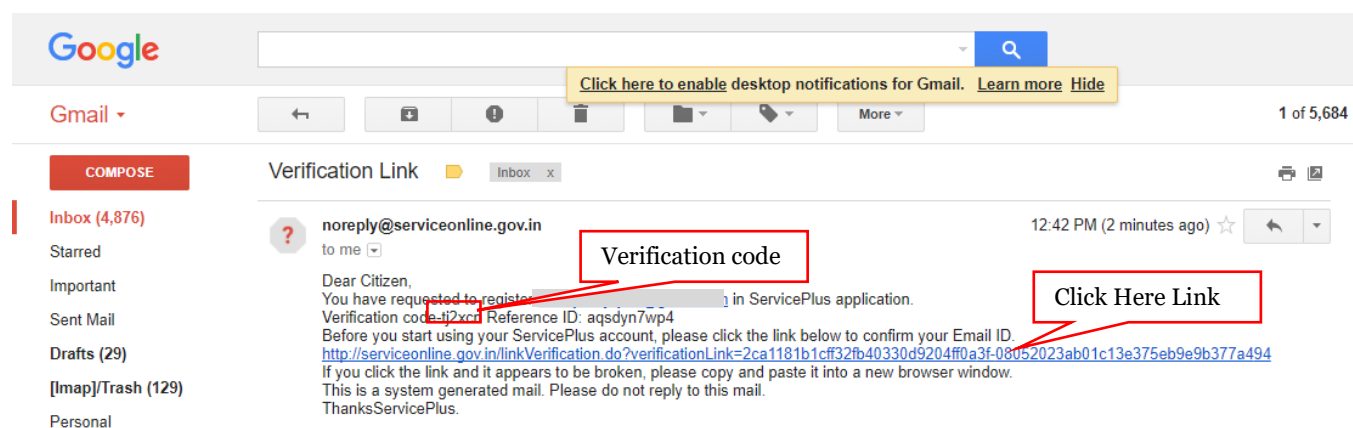 Google
Click here to enable desktop notifications for Gmail. Learn more Hide
Gmail
More
1 of 5,684
COMPOSE
Verification Link
Inbox x
Inbox (4,876)
Starred
Important
Sent Mail
Drafts (29)
[Imap]/Trash (129)
Personal
noreply@serviceonline.gov.in
12:42 PM (2 minutes ago)
to me
Verification code
Click Here Link
Dear Citizen,
You have requested to register in ServicePlus application.
Verification code-tj2xcp Reference ID: aqsdyn7wp4
Before you start using your ServicePlus account, please click the link below to confirm your Email ID.
http://serviceonline.gov.in/linkVerification.do?verificationLink=2ca1181b1cff32fb40330d9204ff0a3f-08052023ab01c13e375eb9e9b377a494
If you click the link and it appears to be broken, please copy and paste it into a new browser window.
This is a system generated mail. Please do not reply to this mail.
ThanksServicePlus.